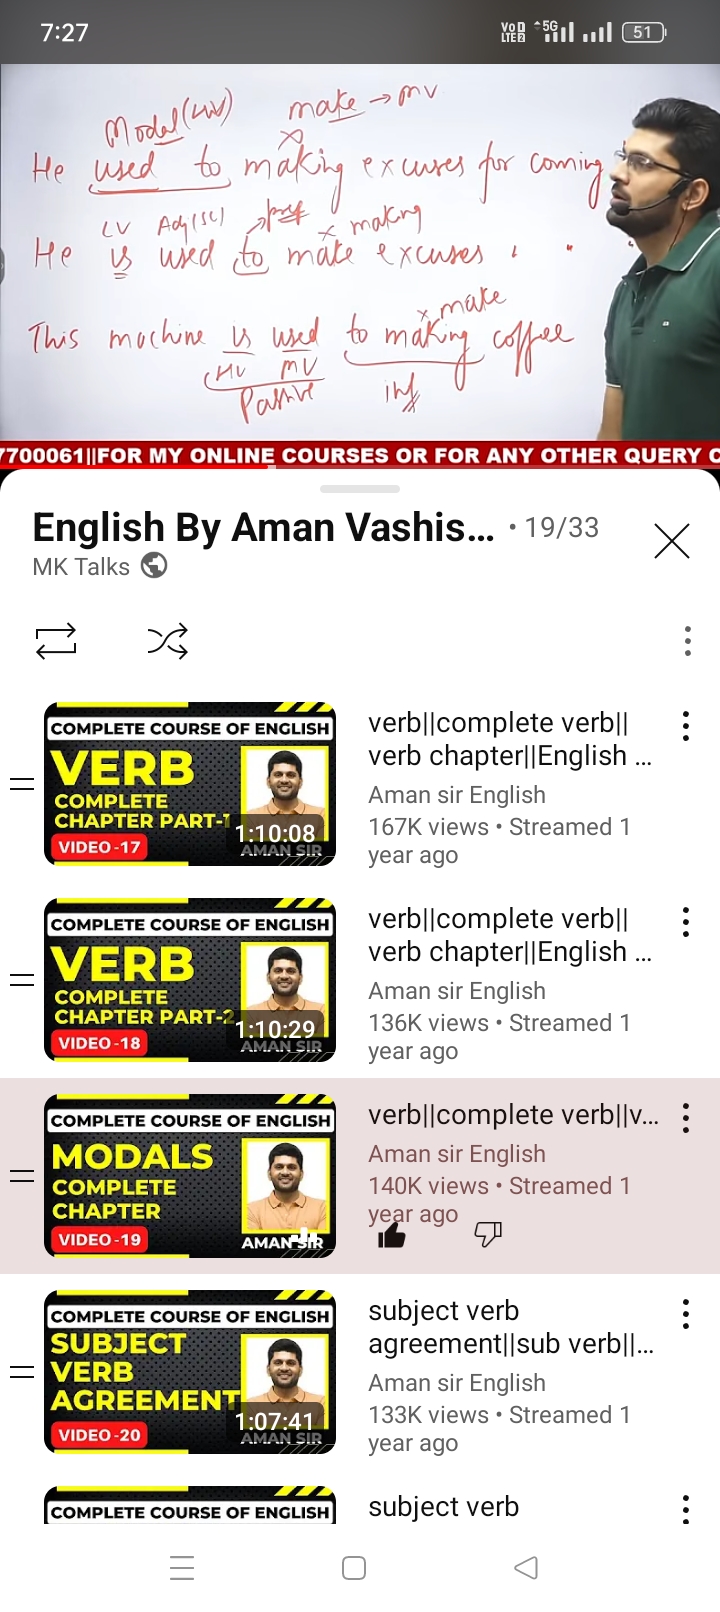 7:27
VoD LTE2 5G 51
Modal(HV) make → mv
He used to making excuses for coming
LV Adj(SC) → pref x making
He is used to make excuses
x make
This machine is used to making coffee
HV MV
Passive inf
7700061||FOR MY ONLINE COURSES OR FOR ANY OTHER QUERY C
English By Aman Vashis... • 19/33
MK Talks
COMPLETE COURSE OF ENGLISH
VERB
COMPLETE
CHAPTER PART-1
VIDEO -17
1:10:08
AMAN SIR
verb||complete verb||
verb chapter||English ...
Aman sir English
167K views • Streamed 1
year ago
COMPLETE COURSE OF ENGLISH
VERB
COMPLETE
CHAPTER PART-2
VIDEO -18
1:10:29
AMAN SIR
verb||complete verb||
verb chapter||English ...
Aman sir English
136K views • Streamed 1
year ago
COMPLETE COURSE OF ENGLISH
MODALS
COMPLETE
CHAPTER
VIDEO -19
AMAN SIR
verb||complete verb||v...
Aman sir English
140K views • Streamed 1
year ago
COMPLETE COURSE OF ENGLISH
SUBJECT
VERB
AGREEMENT
VIDEO -20
1:07:41
AMAN SIR
subject verb
agreement||sub verb||...
Aman sir English
133K views • Streamed 1
year ago
COMPLETE COURSE OF ENGLISH
subject verb